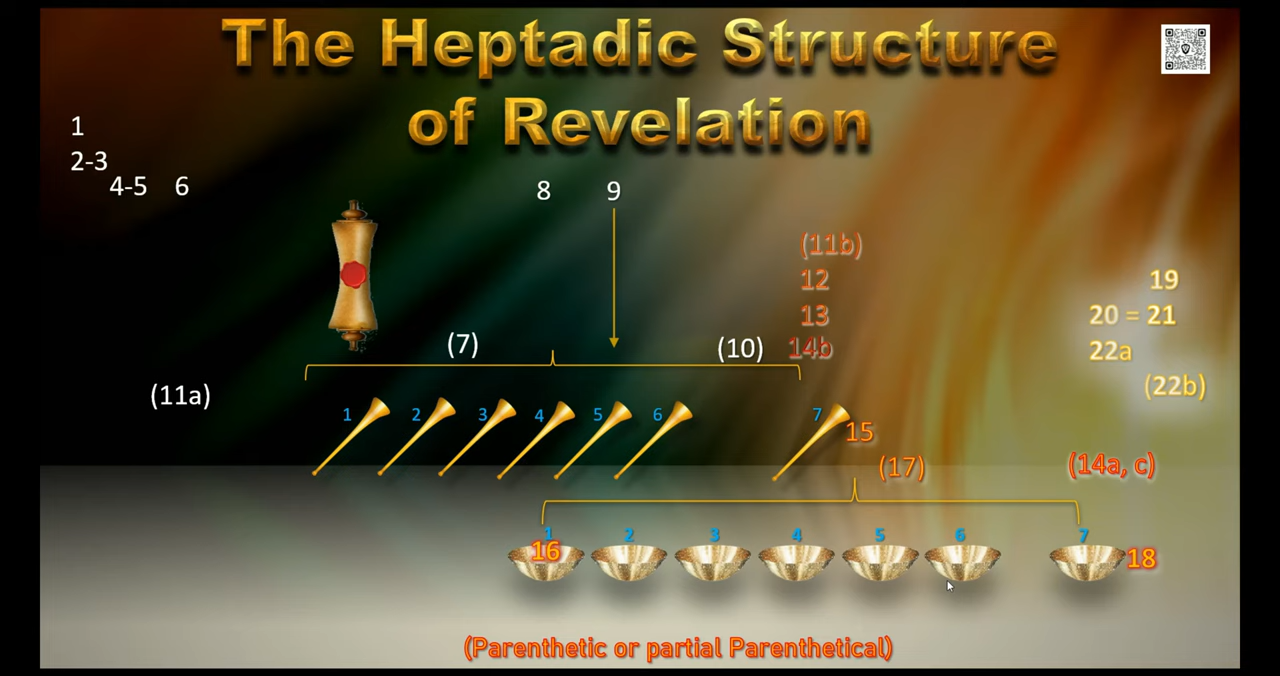 The Heptadic Structure
of Revelation
1
2-3
4-5 6
8 9
(11b)
12
13
14b
19
20 = 21
22a
(22b)
(7)
(10)
(11a)
1 2 3 4 5 6 7
15
(17)
(14a, c)
1 2 3 4 5 6 7
16
18
(Parenthetic or partial Parenthetical)